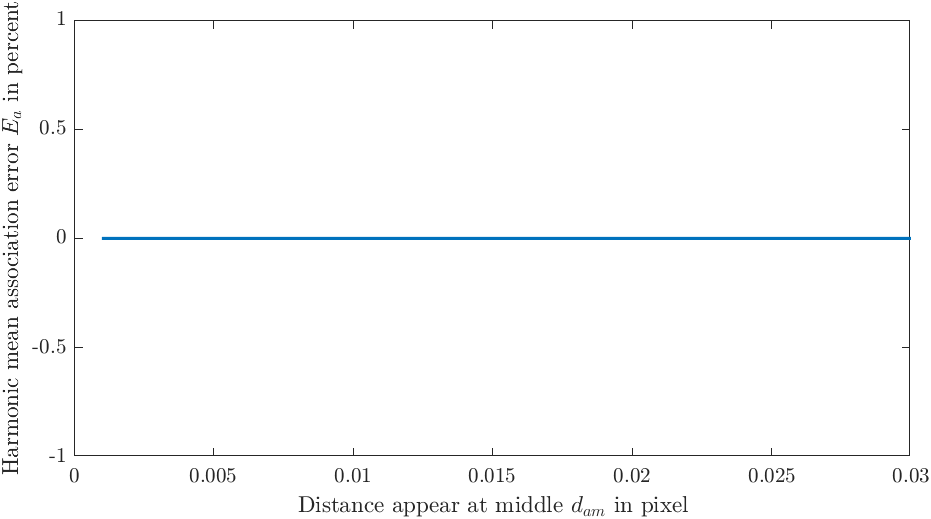 Harmonic mean association error E_a in percent
1
0.5
0
-0.5
-1
0 0.005 0.01 0.015 0.02 0.025 0.03
Distance appear at middle d_am in pixel